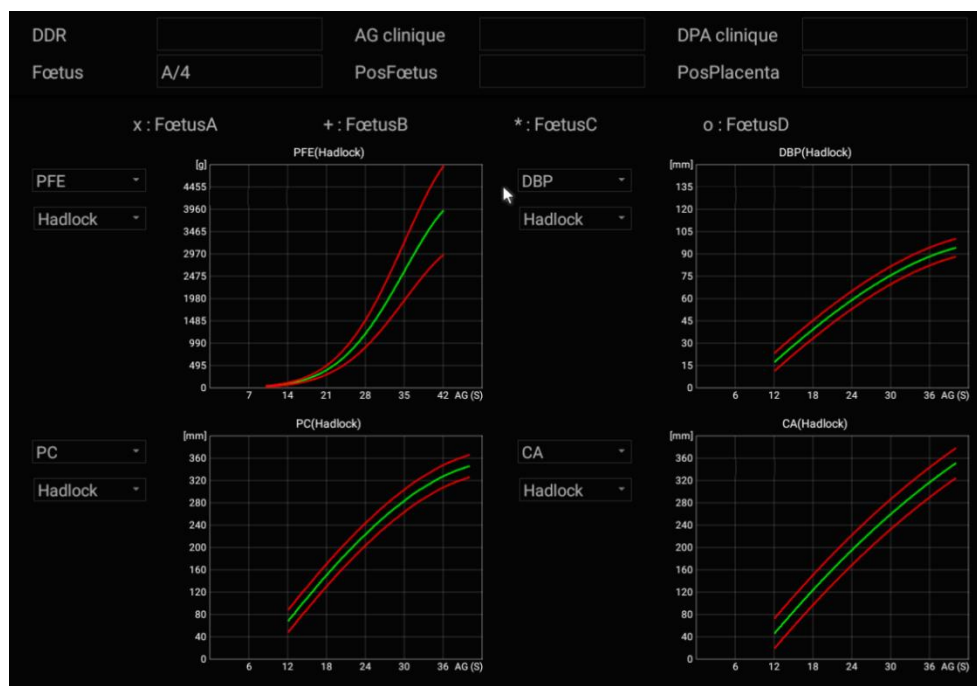 DDR AG clinique DPA clinique
Fœtus A/4 PosFœtus PosPlacenta
x : FœtusA + : FœtusB * : FœtusC o : FœtusD
PFE(Hadlock)
PFE
Hadlock
[g]
4455
3960
3465
2970
2475
1980
1485
990
495
0
7 14 21 28 35 42 AG (S)
DBP(Hadlock)
DBP
Hadlock
[mm]
135
120
105
90
75
60
45
30
15
0
6 12 18 24 30 36 AG (S)
PC(Hadlock)
PC
Hadlock
[mm]
360
320
280
240
200
160
120
80
40
0
6 12 18 24 30 36 AG (S)
CA(Hadlock)
CA
Hadlock
[mm]
360
320
280
240
200
160
120
80
40
0
6 12 18 24 30 36 AG (S)